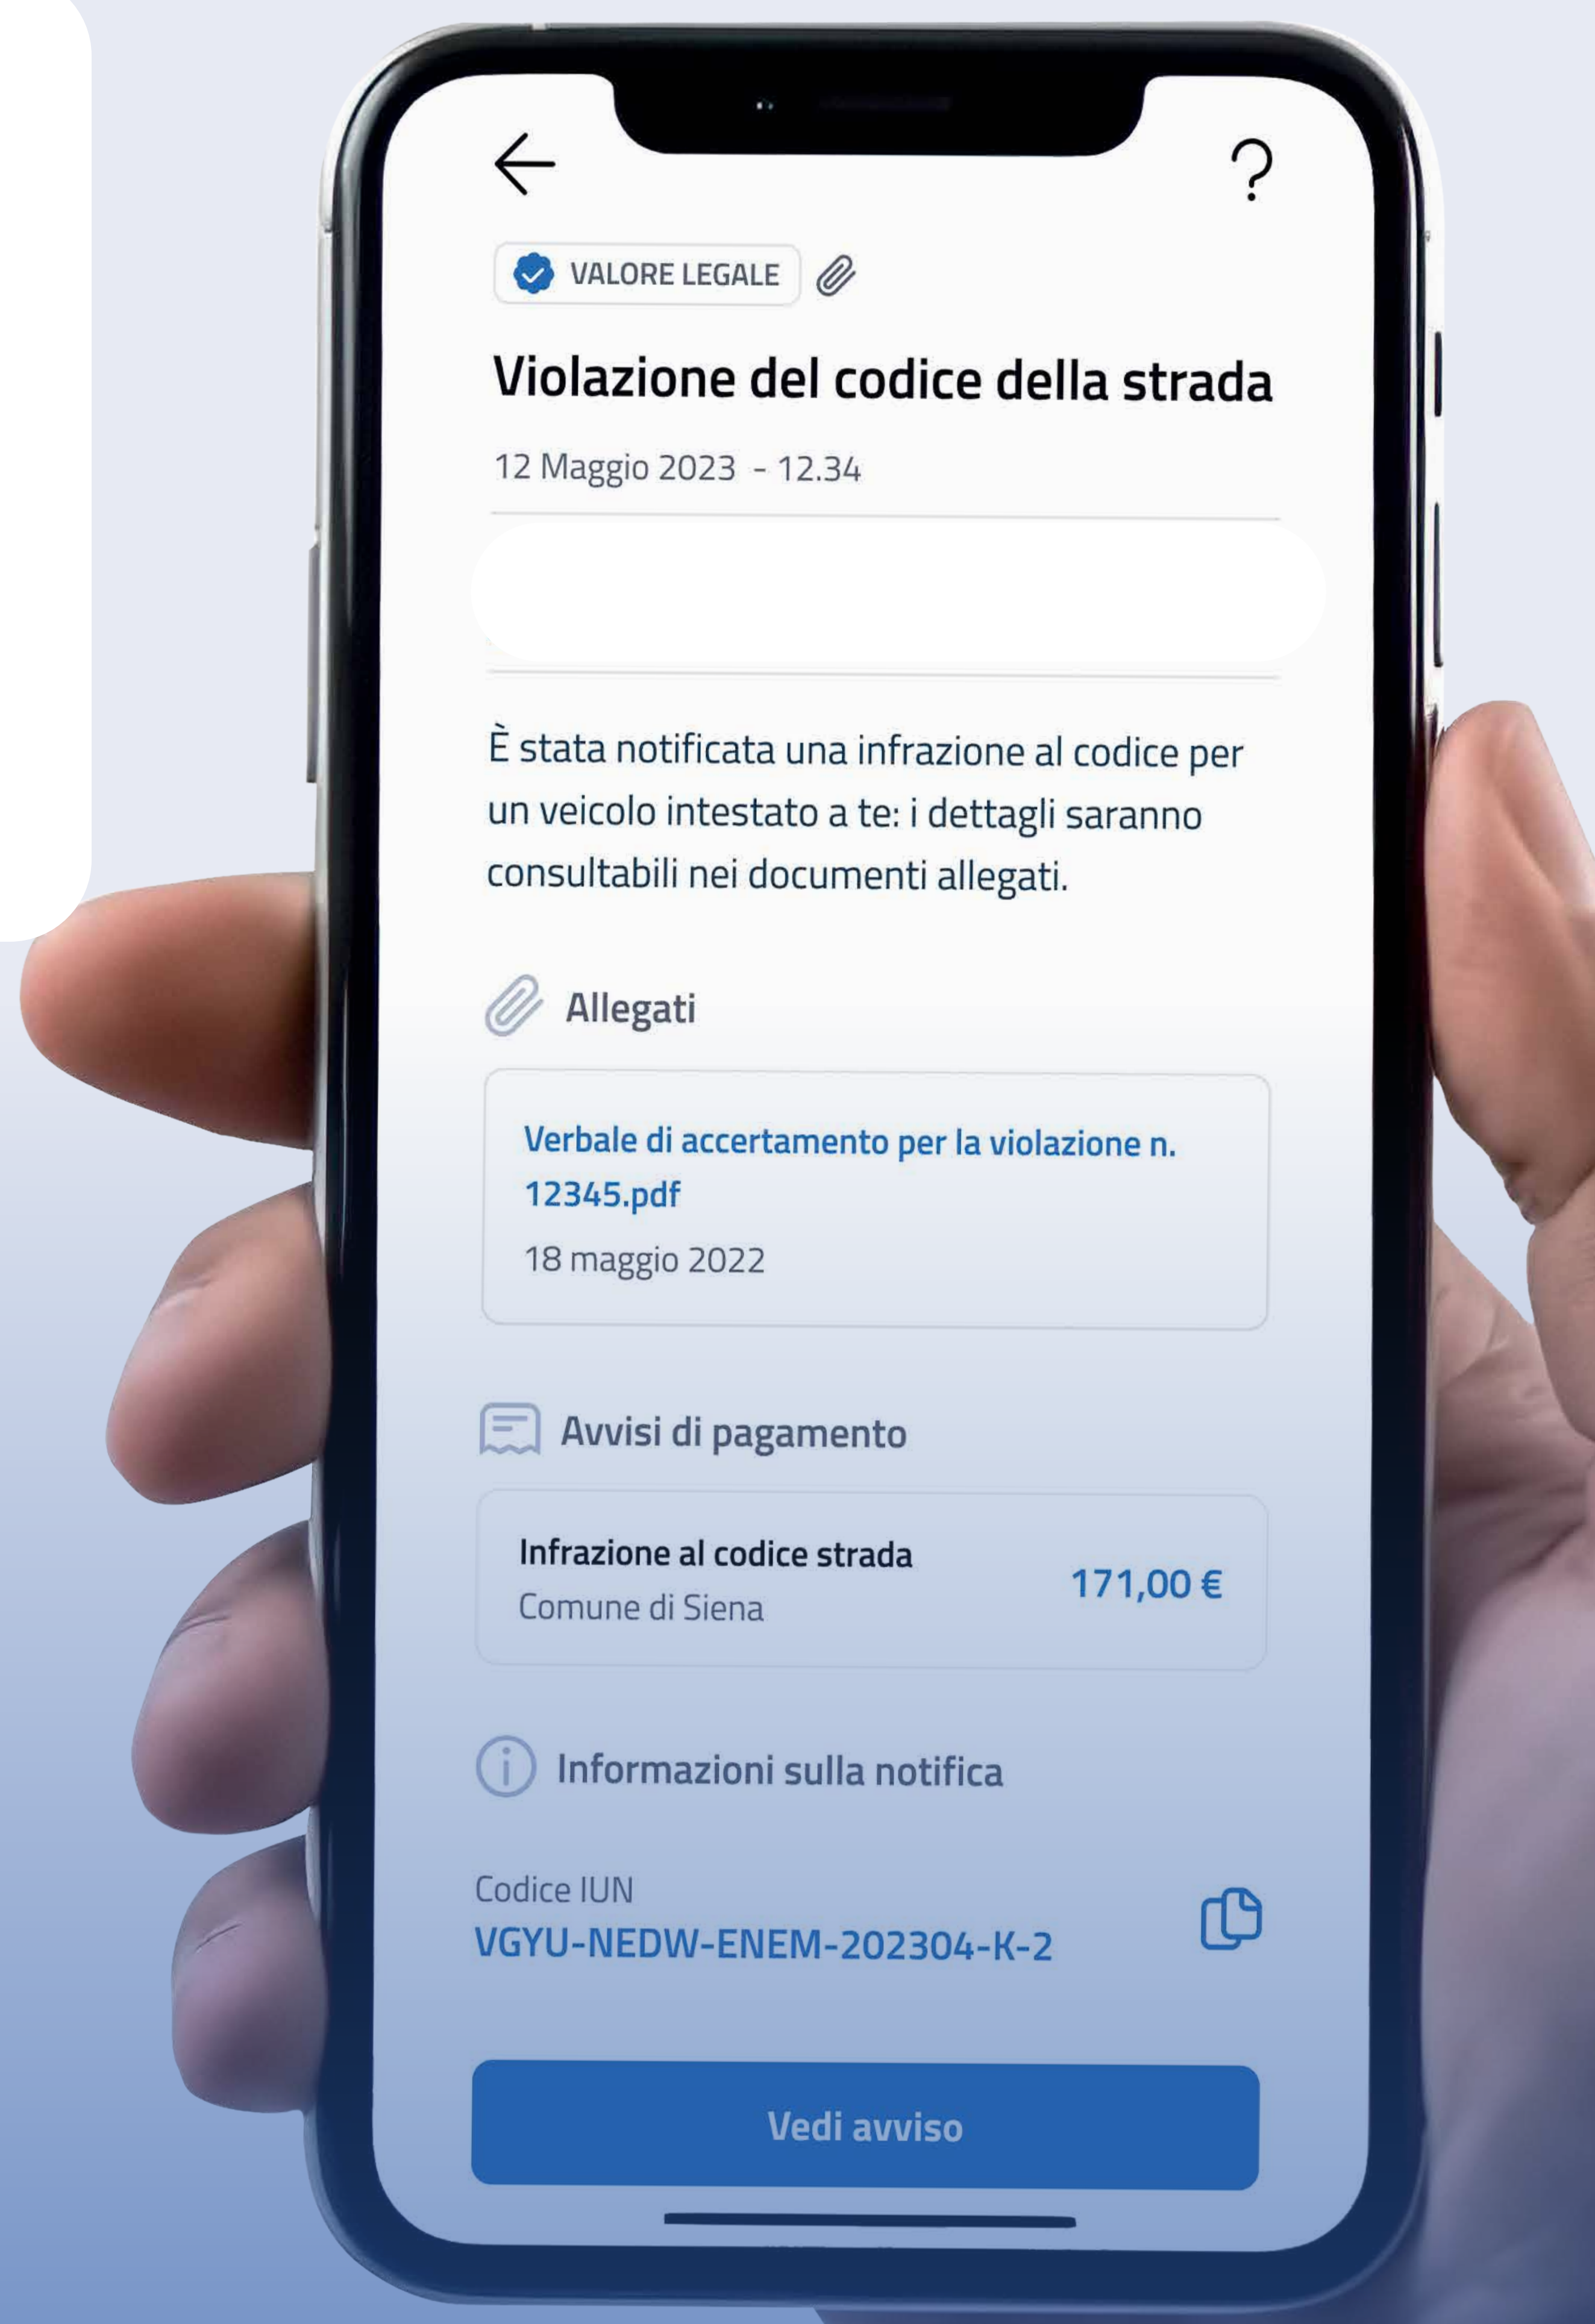 VALORE LEGALE
Violazione del codice della strada
12 Maggio 2023 - 12.34
È stata notificata una infrazione al codice per
un veicolo intestato a te: i dettagli saranno
consultabili nei documenti allegati.
Allegati
Verbale di accertamento per la violazione n.
12345.pdf
18 maggio 2022
Avvisi di pagamento
Infrazione al codice strada
Comune di Siena
171,00 €
Informazioni sulla notifica
Codice IUN
VGYU-NEDW-ENEM-202304-K-2
Vedi avviso